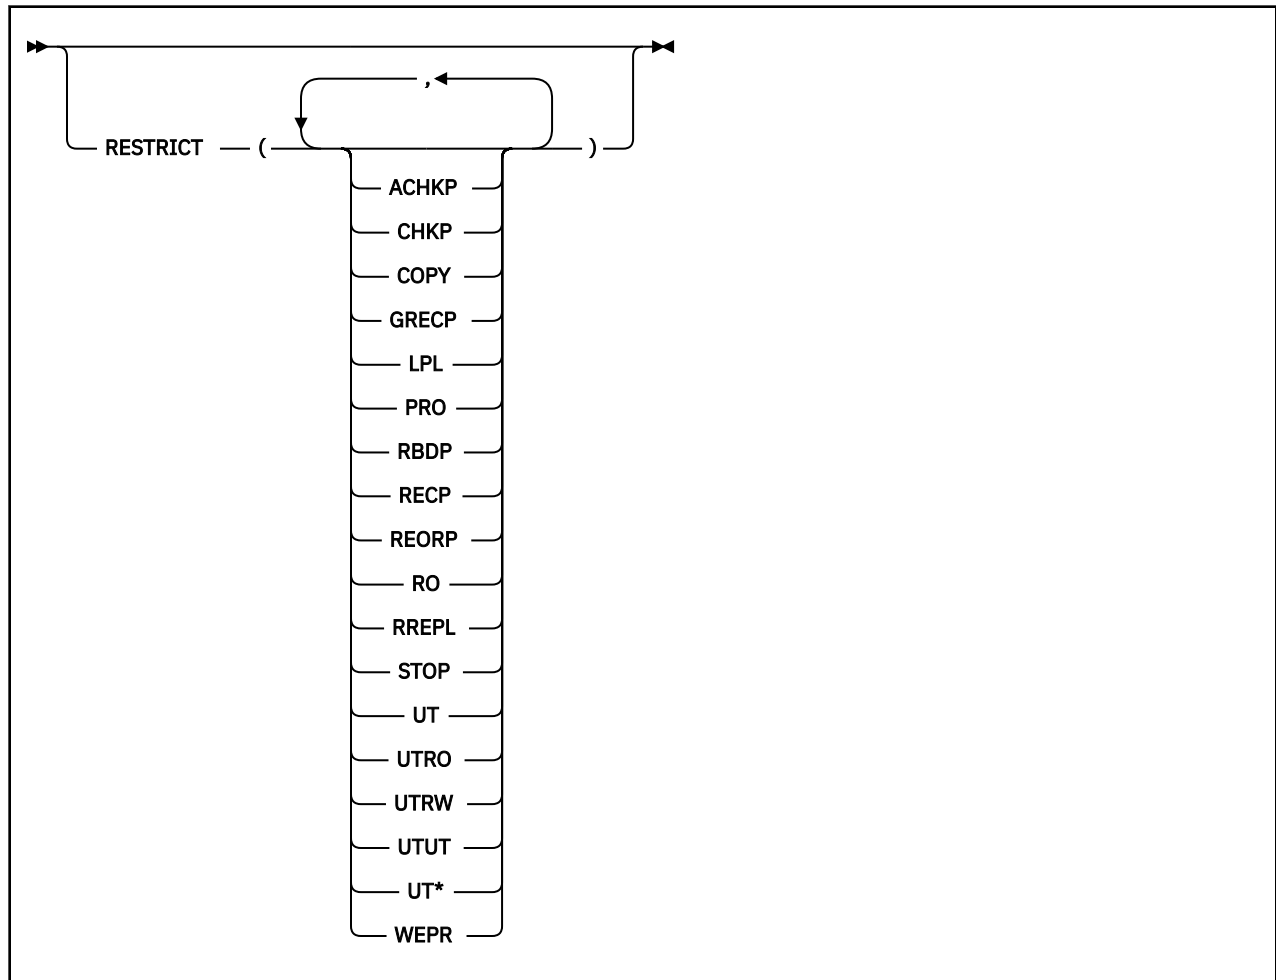 ,
RESTRICT ( )
ACHKP
CHKP
COPY
GRECP
LPL
PRO
RBDP
RECP
REORP
RO
RREPL
STOP
UT
UTRO
UTRW
UTUT
UT*
WEPR